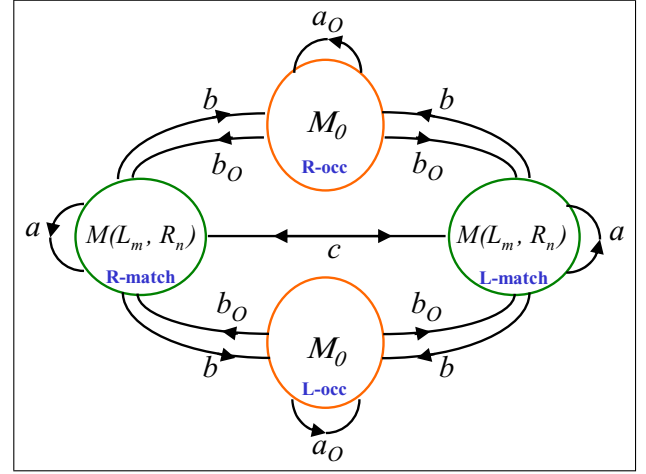 a_O
b b
M_0
b_O b_O
R-occ
a M(L_m, R_n) M(L_m, R_n) a
c
R-match L-match
b_O b_O
M_0
b b
L-occ
a_O